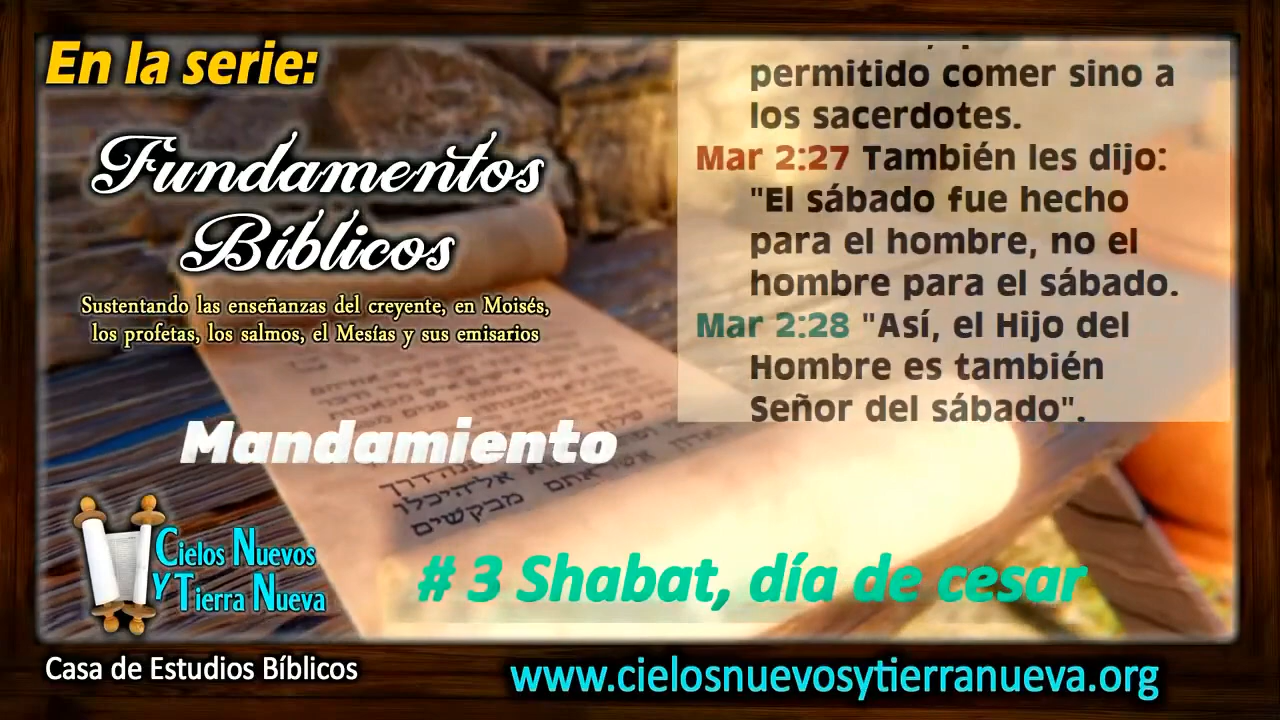 En la serie:
Fundamentos
Bíblicos
Sustentando las enseñanzas del creyente, en Moisés,
los profetas, los salmos, el Mesías y sus emisarios
permitido comer sino a
los sacerdotes.
Mar 2:27 También les dijo:
"El sábado fue hecho
para el hombre, no el
hombre para el sábado.
Mar 2:28 "Así, el Hijo del
Hombre es también
Señor del sábado".
Mandamiento
אל־היכלו
מבקשים
# 3 Shabat, día de cesar
Cielos Nuevos
y Tierra Nueva
Casa de Estudios Bíblicos
www.cielosnuevosytierranueva.org